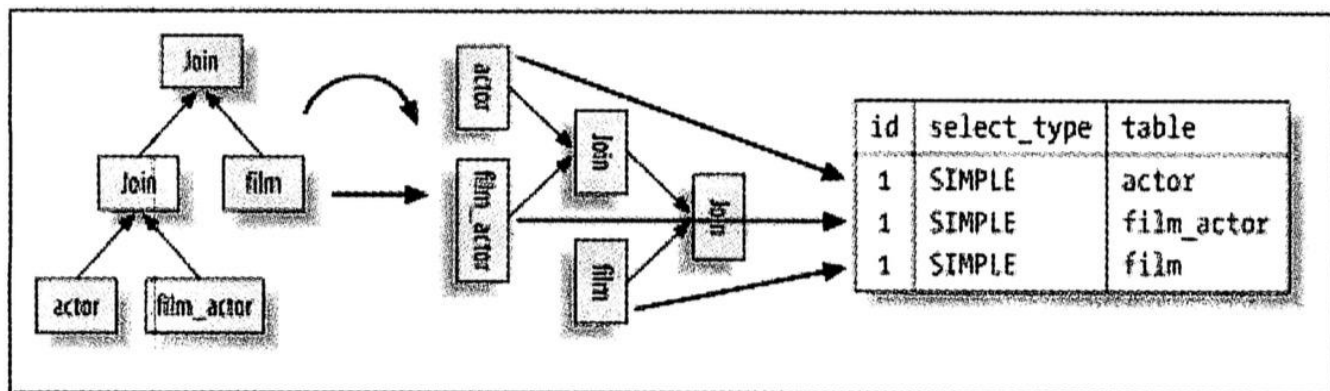 Join
Join
film
actor
film_actor
actor
film_actor
Join
film
Join
id select_type table
1 SIMPLE actor
1 SIMPLE film_actor
1 SIMPLE film